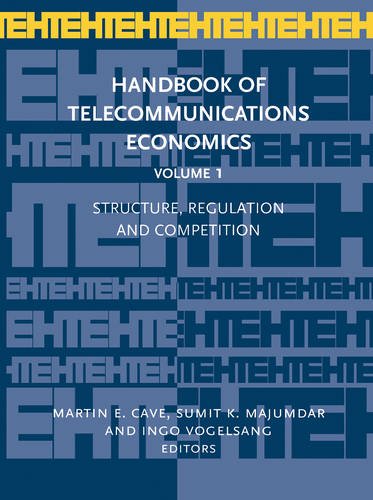 HANDBOOK OF
TELECOMMUNICATIONS
ECONOMICS
VOLUME 1
STRUCTURE, REGULATION
AND COMPETITION
MARTIN E. CAVE, SUMIT K. MAJUMDAR
AND INGO VOGELSANG
EDITORS